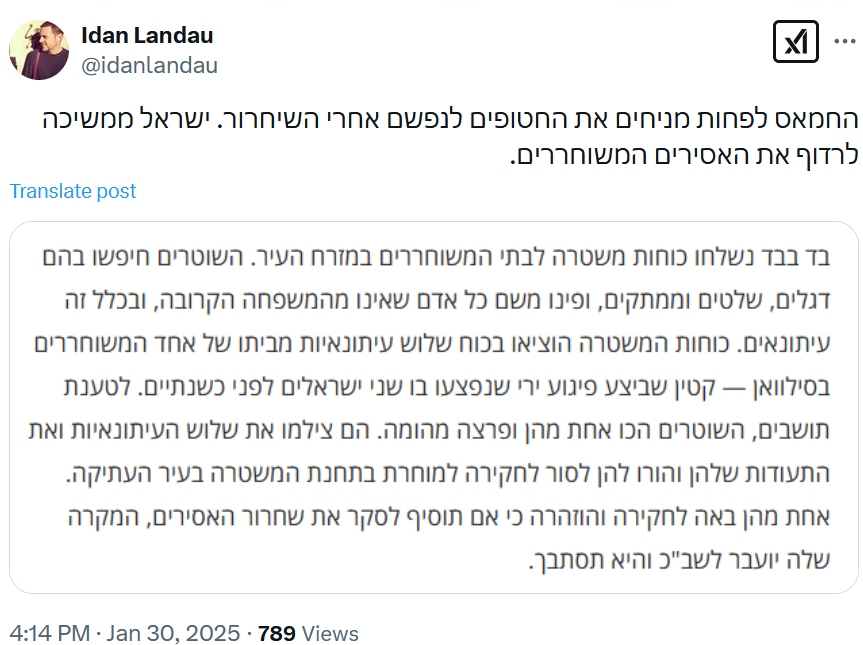 Idan Landau
@idanlandau
החמאס לפחות מניחים את החטופים לנפשם אחרי השיחרור. ישראל ממשיכה
לרדוף את האסירים המשוחררים.
Translate post
בד בבד נשלחו כוחות משטרה לבתי המשוחררים במזרח העיר. השוטרים חיפשו בהם
דגלים, שלטים וממתקים, ופינו משם כל אדם שאינו מהמשפחה הקרובה, ובכלל זה
עיתונאים. כוחות המשטרה הוציאו בכוח שלוש עיתונאיות מביתו של אחד המשוחררים
בסילוואן — קטין שביצע פיגוע ירי שנפצעו בו שני ישראלים לפני כשנתיים. לטענת
תושבים, השוטרים הכו אחת מהן ופרצה מהומה. הם צילמו את שלוש העיתונאיות ואת
התעודות שלהן והורו להן לסור לחקירה למוחרת בתחנת המשטרה בעיר העתיקה.
אחת מהן באה לחקירה והוזהרה כי אם תוסיף לסקר את שחרור האסירים, המקרה
שלה יועבר לשב"כ והיא תסתבך.
4:14 PM · Jan 30, 2025 · 789 Views